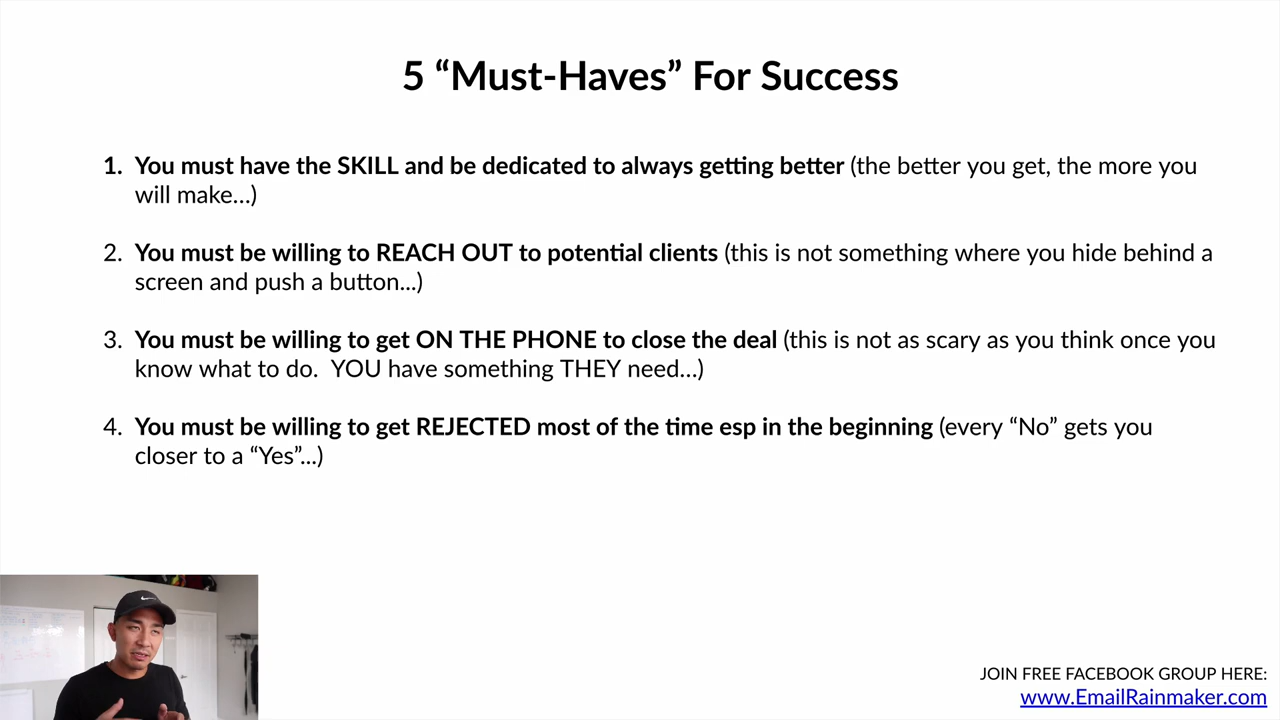 5 “Must-Haves” For Success
1. You must have the SKILL and be dedicated to always getting better (the better you get, the more you
will make...)
2. You must be willing to REACH OUT to potential clients (this is not something where you hide behind a
screen and push a button...)
3. You must be willing to get ON THE PHONE to close the deal (this is not as scary as you think once you
know what to do.  YOU have something THEY need...)
4. You must be willing to get REJECTED most of the time esp in the beginning (every “No” gets you
closer to a “Yes”...)
JOIN FREE FACEBOOK GROUP HERE:
www.EmailRainmaker.com